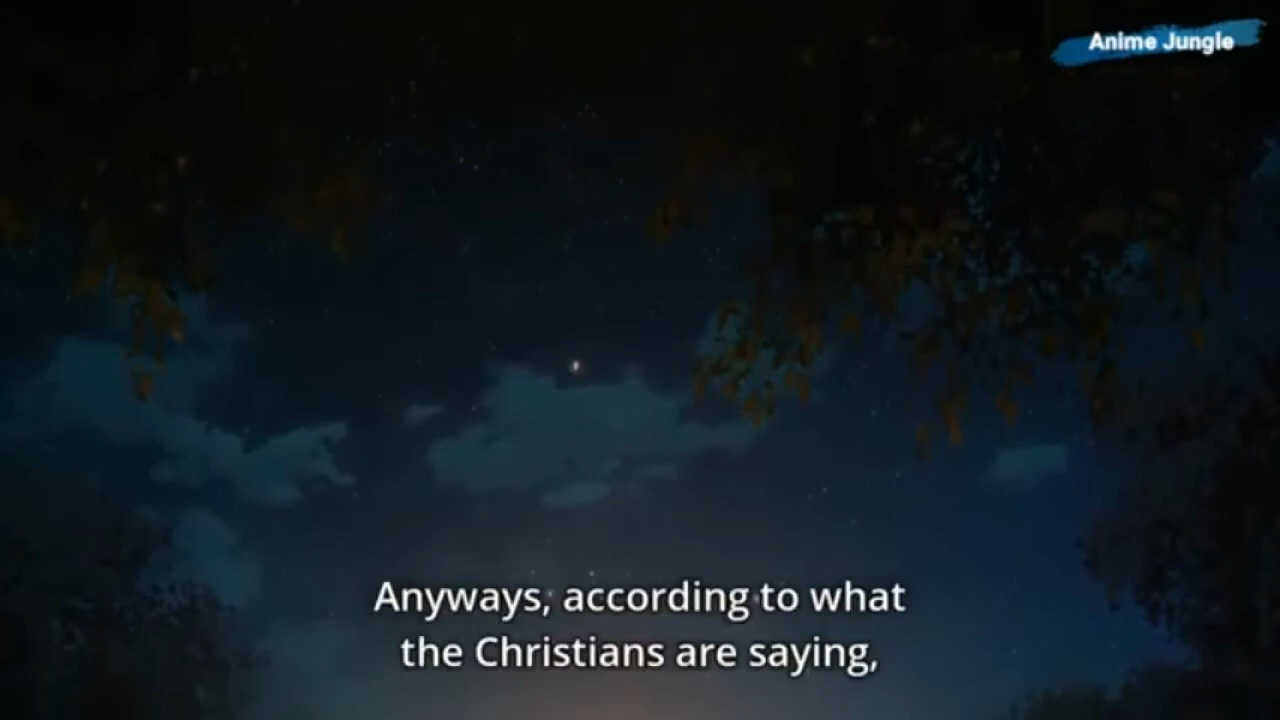 Anime Jungle
Anyways, according to what
the Christians are saying,